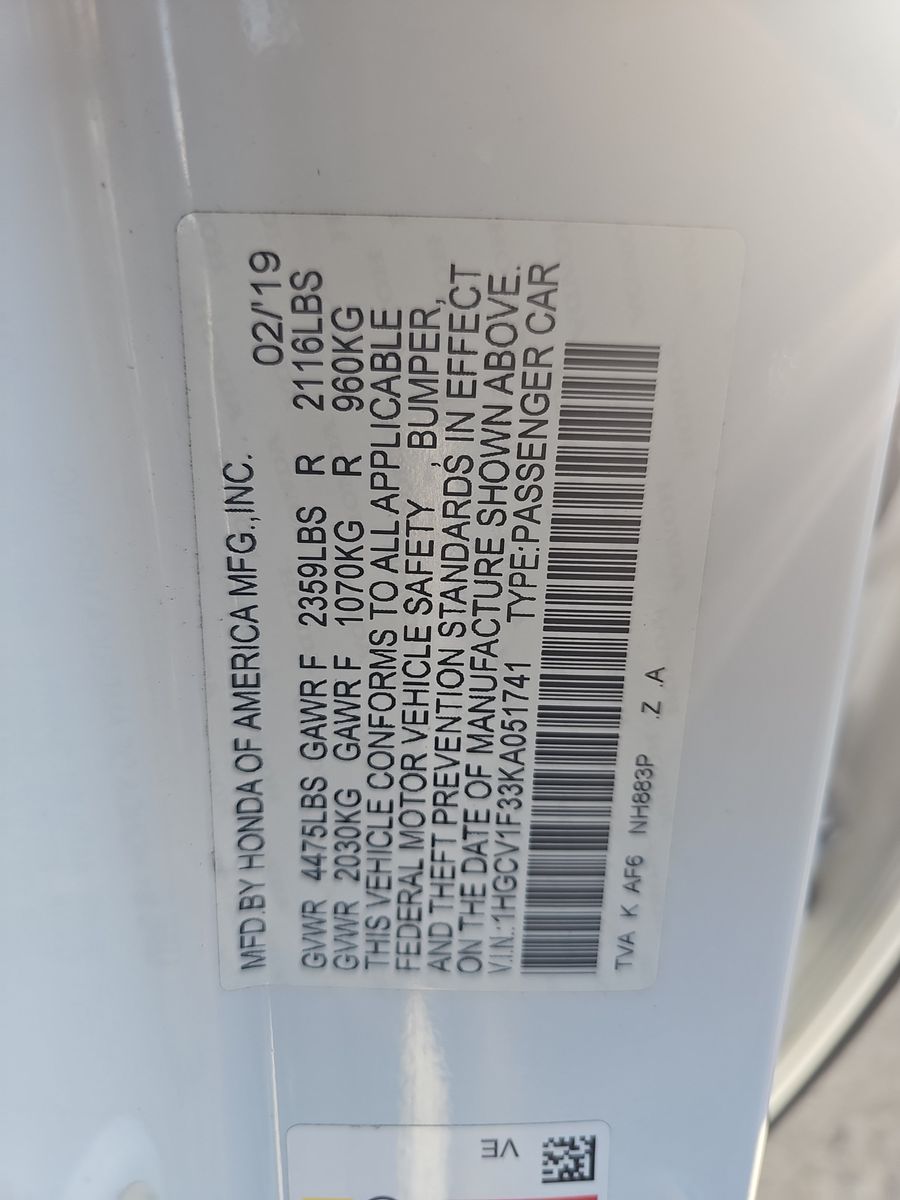 MFD.BY HONDA OF AMERICA MFG.,INC. 02/'19
GVWR 4475LBS GAWR F 2359LBS R 2116LBS
GVWR 2030KG GAWR F 1070KG R 960KG
THIS VEHICLE CONFORMS TO ALL APPLICABLE
FEDERAL MOTOR VEHICLE SAFETY , BUMPER,
AND THEFT PREVENTION STANDARDS IN EFFECT
ON THE DATE OF MANUFACTURE SHOWN ABOVE.
V.I.N.:1HGCV1F33KA051741 TYPE:PASSENGER CAR
TVA K AF6 NH883P .Z .A
VE